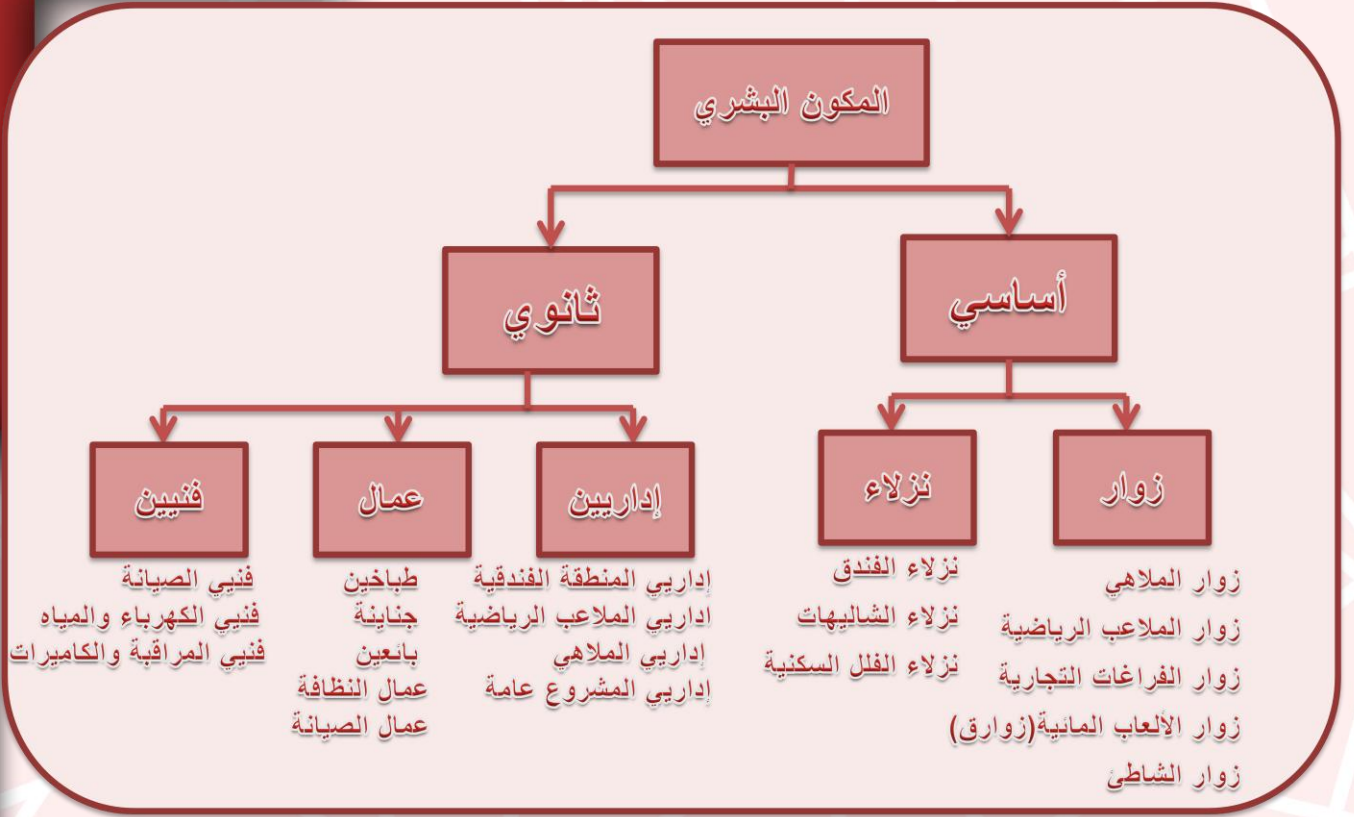 المكون البشري
أساسي
ثانوي
زوار
نزلاء
إداريين
عمال
فنيين
زوار الملاهي
زوار الملاعب الرياضية
زوار الفراغات التجارية
زوار الألعاب المائية(زوارق)
زوار الشاطئ
نزلاء الفندق
نزلاء الشاليهات
نزلاء الفلل السكنية
إداريي المنطقة الفندقية
اداريي الملاعب الرياضية
إداريي الملاهي
إداريي المشروع عامة
طباخين
جناينة
بائعين
عمال النظافة
عمال الصيانة
فنيي الصيانة
فنيي الكهرباء والمياه
فنيي المراقبة والكاميرات